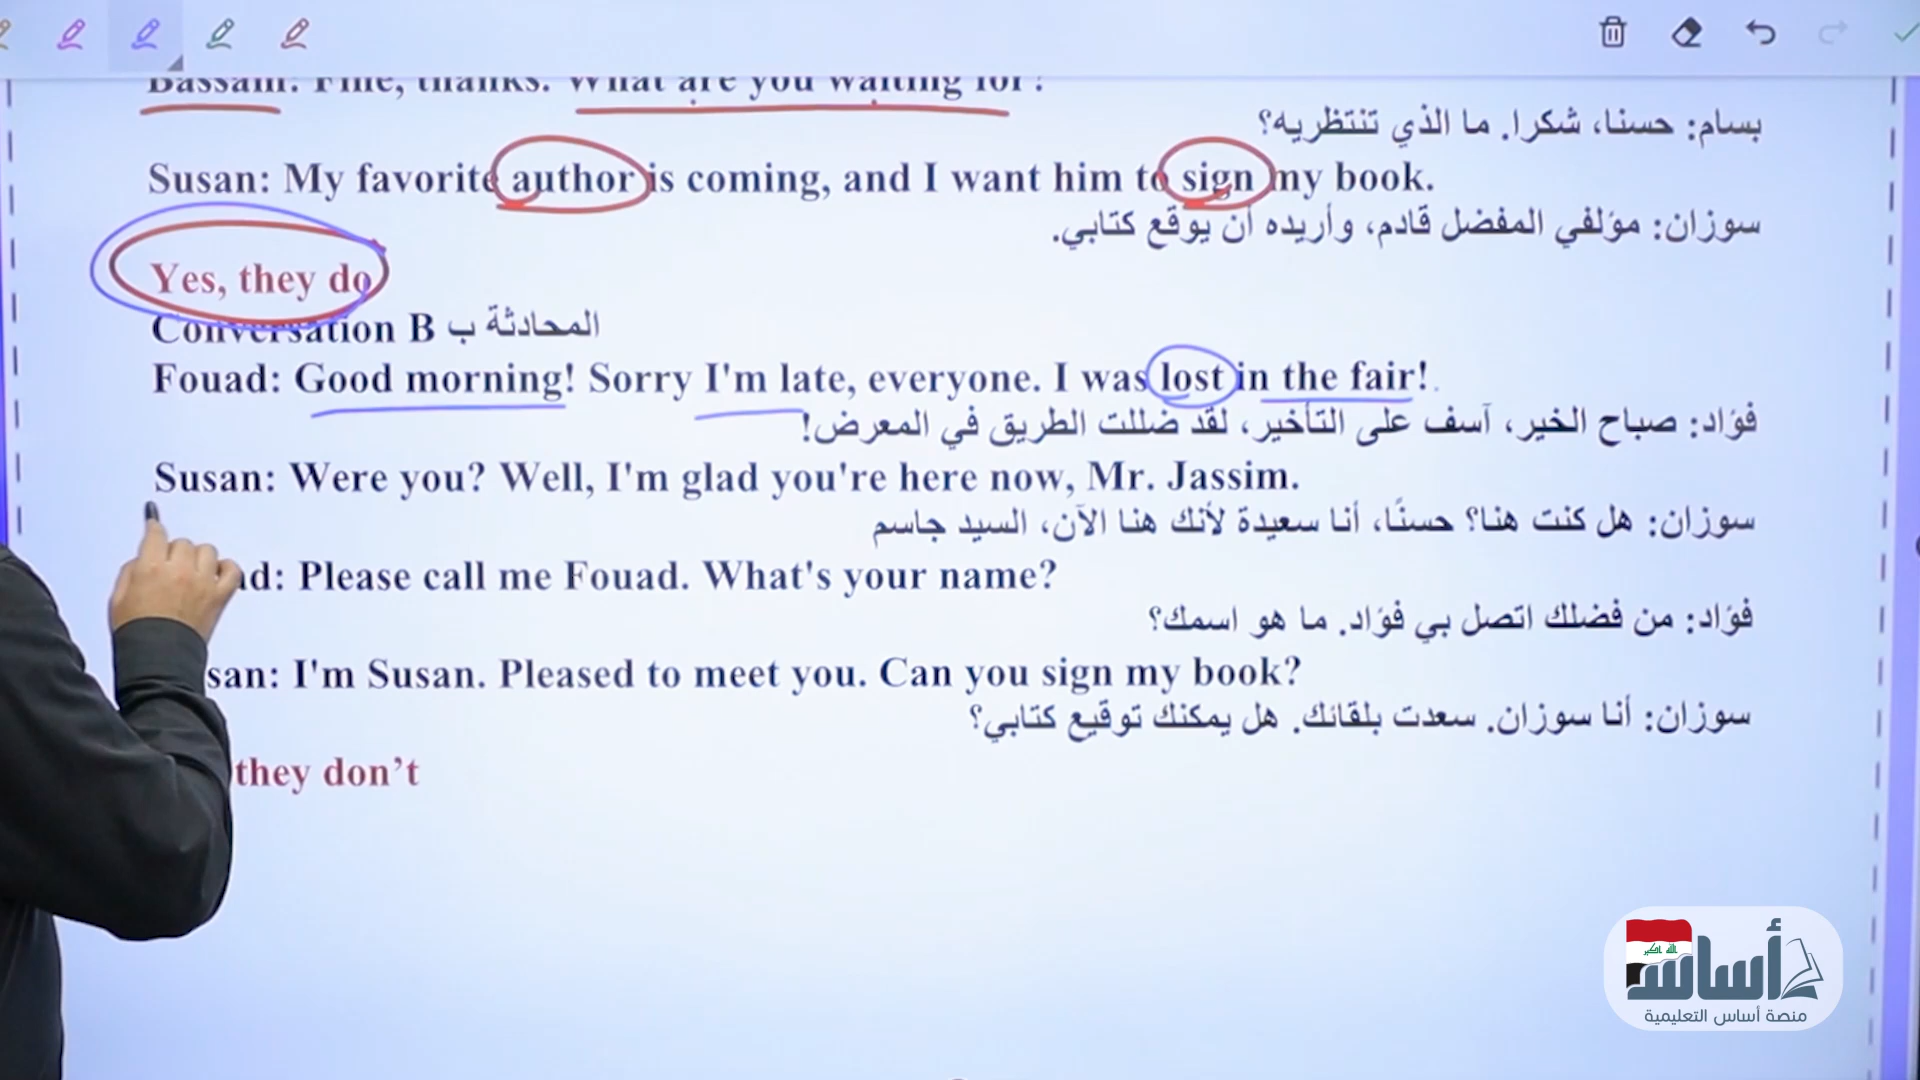 Bassam: Fine, thanks. What are you waiting for?
بسام: حسنا، شكرا. ما الذي تنتظريه؟
Susan: My favorite author is coming, and I want him to sign my book.
سوزان: مؤلفي المفضل قادم، وأريده أن يوقع كتابي.
Yes, they do
Conversation B المحادثة ب
Fouad: Good morning! Sorry I'm late, everyone. I was lost in the fair!
فؤاد: صباح الخير، آسف على التأخير، لقد ضللت الطريق في المعرض!
Susan: Were you? Well, I'm glad you're here now, Mr. Jassim.
سوزان: هل كنت هنا؟ حسنًا، أنا سعيدة لأنك هنا الآن، السيد جاسم
ad: Please call me Fouad. What's your name?
فؤاد: من فضلك اتصل بي فؤاد. ما هو اسمك؟
san: I'm Susan. Pleased to meet you. Can you sign my book?
سوزان: أنا سوزان. سعدت بلقائك. هل يمكنك توقيع كتابي؟
they don't
أساس
منصة أساس التعليمية